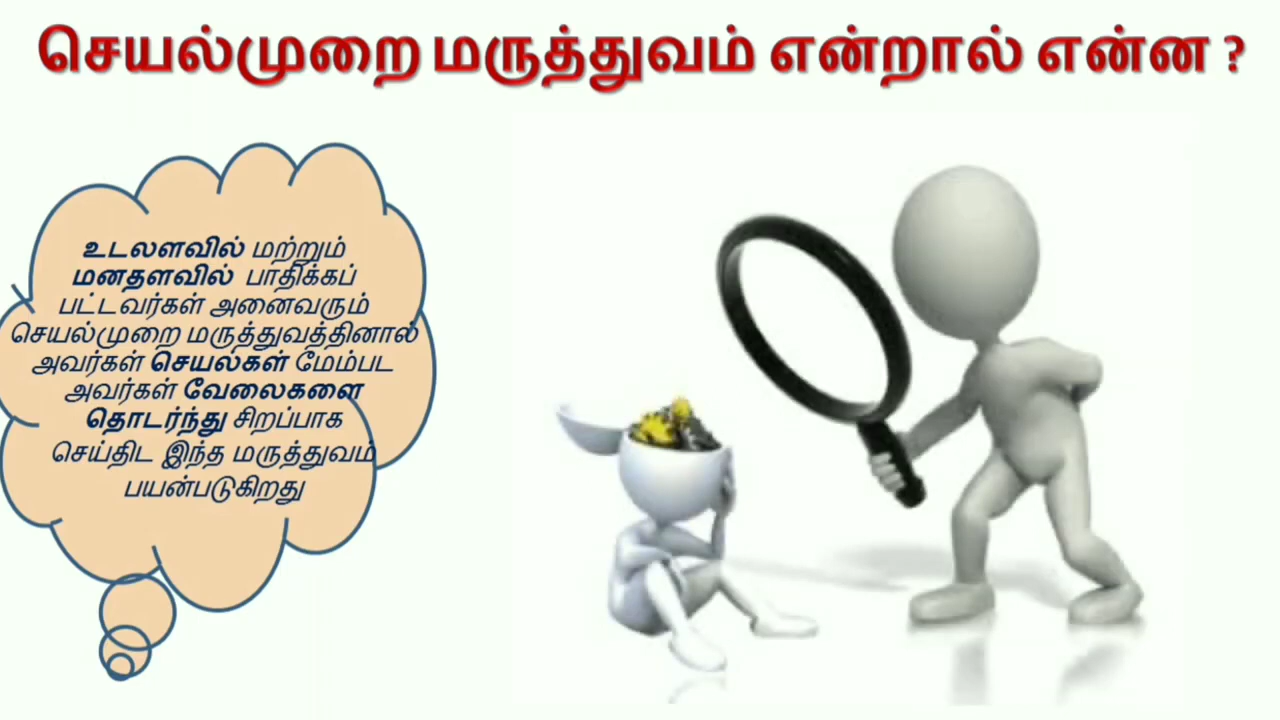 செயல்முறை மருத்துவம் என்றால் என்ன ?
உடலளவில் மற்றும்
மனதளவில் பாதிக்கப்
பட்டவர்கள் அனைவரும்
செயல்முறை மருத்துவத்தினால்
அவர்கள் செயல்கள் மேம்பட
அவர்கள் வேலைகளை
தொடர்ந்து சிறப்பாக
செய்திட இந்த மருத்துவம்
பயன்படுகிறது